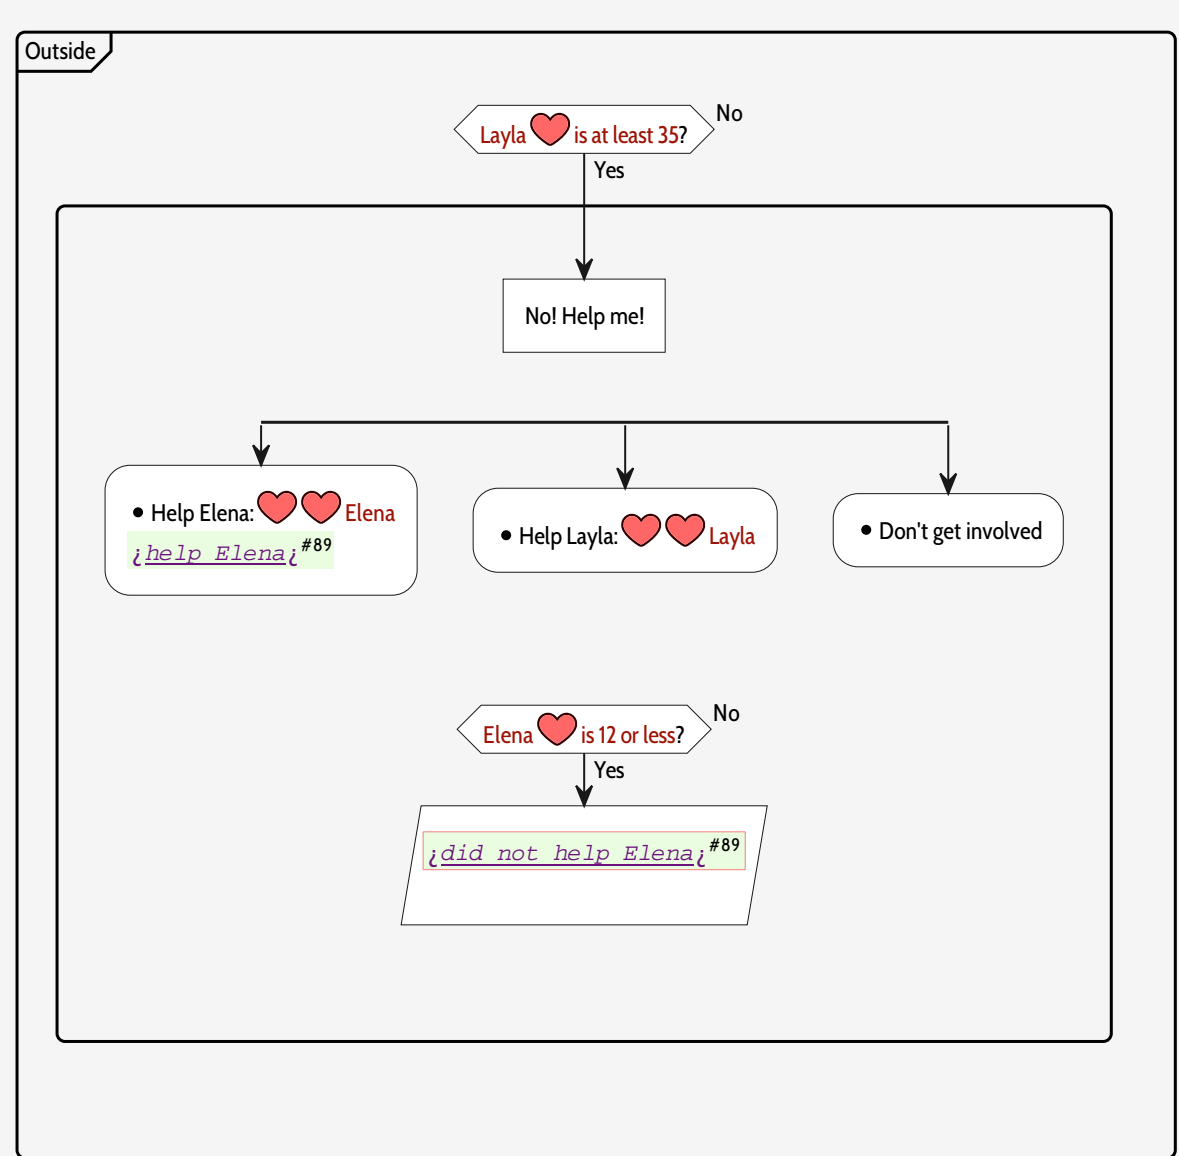 Outside
Layla is at least 35?
No
Yes
No! Help me!
• Help Elena: Elena
¿help Elena¿#89
• Help Layla: Layla
• Don't get involved
Elena is 12 or less?
No
Yes
¿did not help Elena¿#89